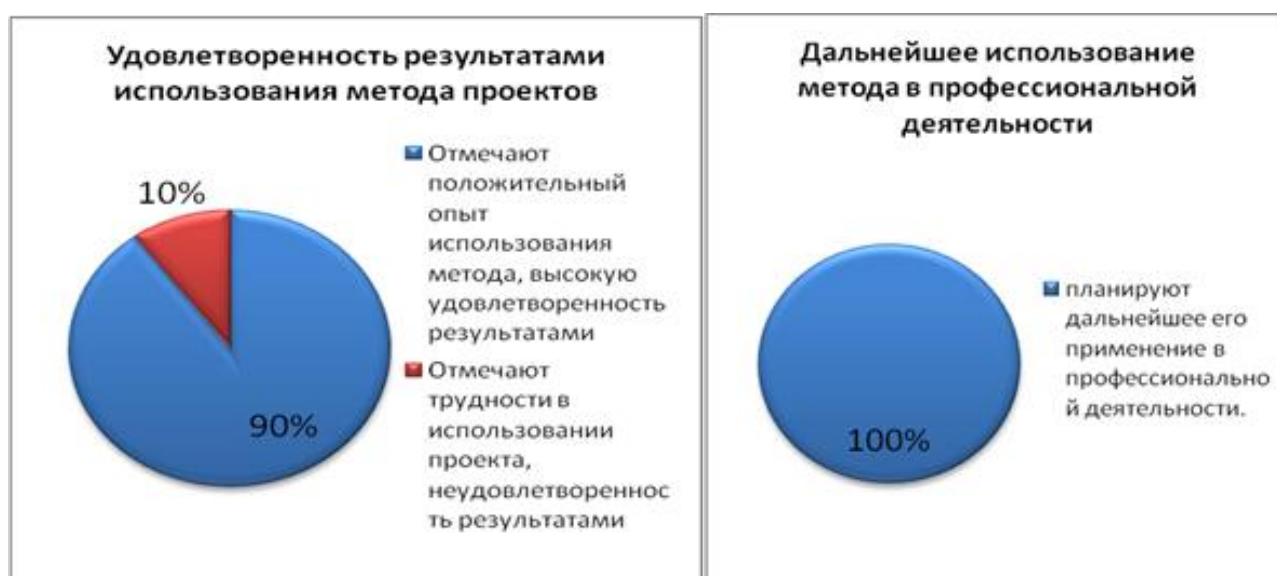 Удовлетворенность результатами
использования метода проектов
10%
90%
Отмечают
положительный
опыт
использования
метода, высокую
удовлетворенность
результатами
Отмечают
трудности в
использовании
проекта,
неудовлетвореннос
ть результатами
Дальнейшее использование
метода в профессиональной
деятельности
100%
планируют
дальнейшее его
применение в
профессионально
й деятельности.